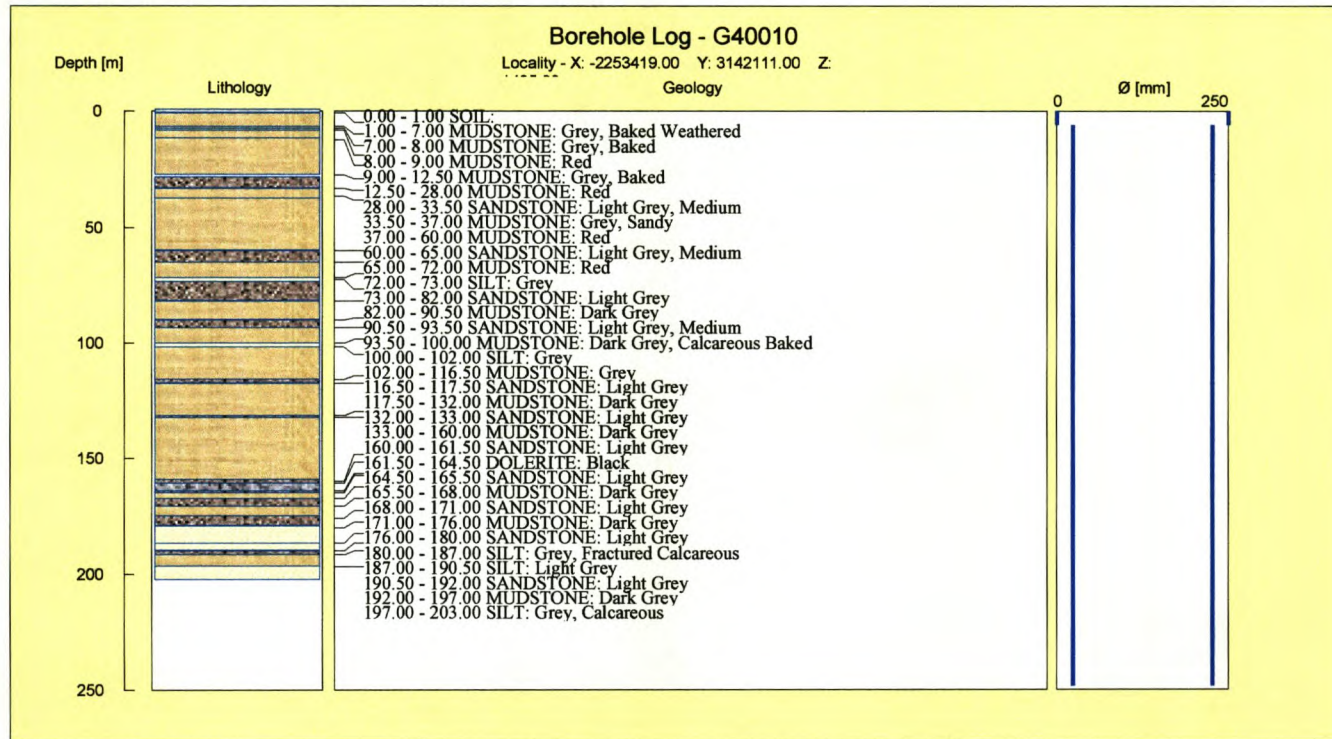 Borehole Log - G40010
Depth [m]
Locality - X: -2253419.00 Y: 3142111.00 Z:
Lithology
Geology
Ø [mm]
0
250
0
50
100
150
200
250
0.00 - 1.00 SOIL:
1.00 - 7.00 MUDSTONE: Grey, Baked Weathered
7.00 - 8.00 MUDSTONE: Grey, Baked
8.00 - 9.00 MUDSTONE: Red
9.00 - 12.50 MUDSTONE: Grey, Baked
12.50 - 28.00 MUDSTONE: Red
28.00 - 33.50 SANDSTONE: Light Grey, Medium
33.50 - 37.00 MUDSTONE: Grey, Sandy
37.00 - 60.00 MUDSTONE: Red
60.00 - 65.00 SANDSTONE: Light Grey, Medium
65.00 - 72.00 MUDSTONE: Red
72.00 - 73.00 SILT: Grey
73.00 - 82.00 SANDSTONE: Light Grey
82.00 - 90.50 MUDSTONE: Dark Grey
90.50 - 93.50 SANDSTONE: Light Grey, Medium
93.50 - 100.00 MUDSTONE: Dark Grey, Calcareous Baked
100.00 - 102.00 SILT: Grey
102.00 - 116.50 MUDSTONE: Grey
116.50 - 117.50 SANDSTONE: Light Grey
117.50 - 132.00 MUDSTONE: Dark Grey
132.00 - 133.00 SANDSTONE: Light Grey
133.00 - 160.00 MUDSTONE: Dark Grey
160.00 - 161.50 SANDSTONE: Light Grey
161.50 - 164.50 DOLERITE: Black
164.50 - 165.50 SANDSTONE: Light Grey
165.50 - 168.00 MUDSTONE: Dark Grey
168.00 - 171.00 SANDSTONE: Light Grey
171.00 - 176.00 MUDSTONE: Dark Grey
176.00 - 180.00 SANDSTONE: Light Grey
180.00 - 187.00 SILT: Grey, Fractured Calcareous
187.00 - 190.50 SILT: Light Grey
190.50 - 192.00 SANDSTONE: Light Grey
192.00 - 197.00 MUDSTONE: Dark Grey
197.00 - 203.00 SILT: Grey, Calcareous